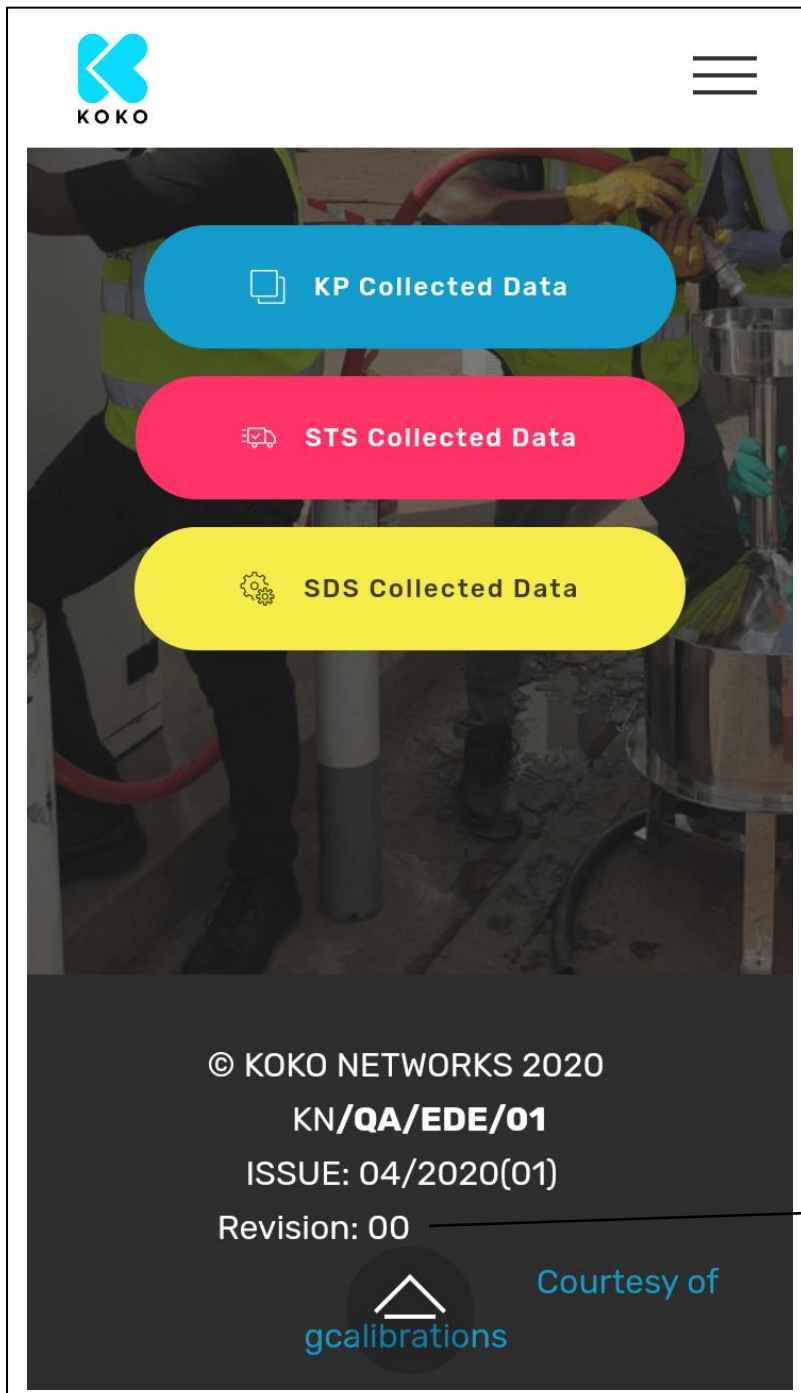 KOKO
KP Collected Data
STS Collected Data
SDS Collected Data
© KOKO NETWORKS 2020
KN/QA/EDE/01
ISSUE: 04/2020(01)
Revision: 00
Courtesy of
gcalibrations